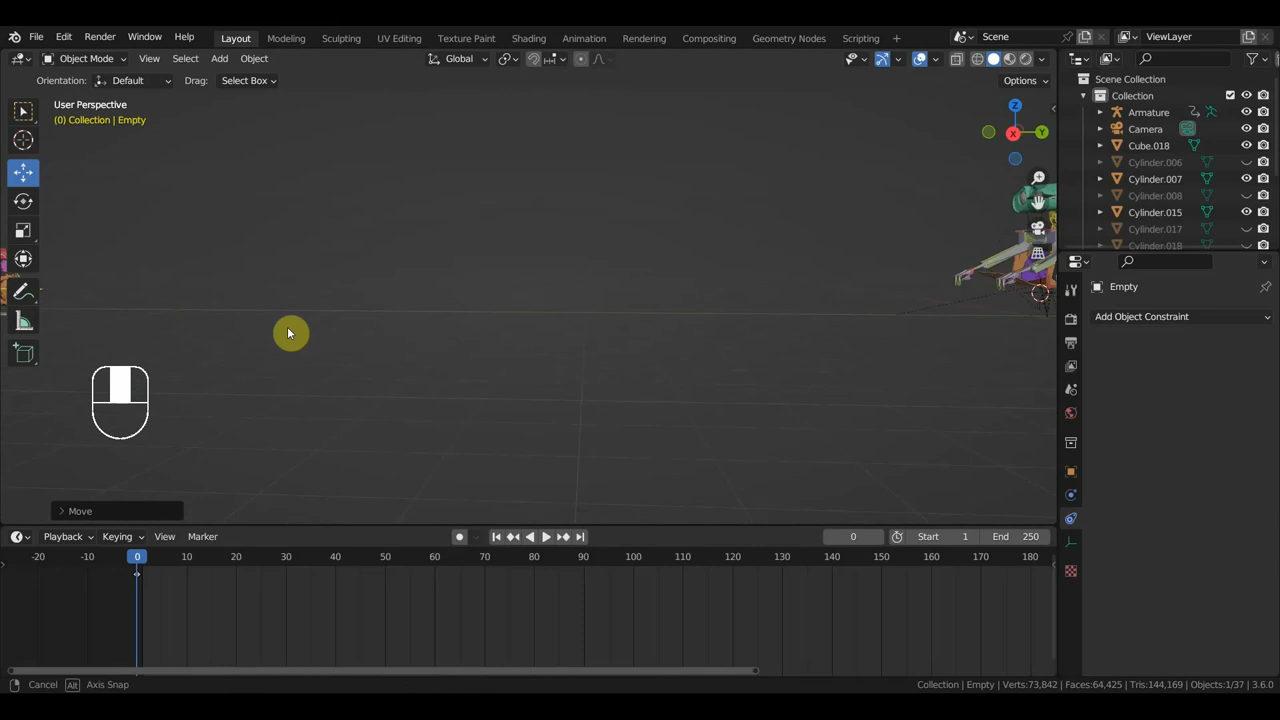 File Edit Render Window Help Layout Modeling Sculpting UV Editing Texture Paint Shading Animation Rendering Compositing Geometry Nodes Scripting + Scene ViewLayer
Object Mode View Select Add Object Global
Orientation: Default Drag: Select Box Options
Scene Collection
Collection
Armature
Camera
Cube.018
Cylinder.006
Cylinder.007
Cylinder.008
Cylinder.015
Cylinder.017
Cylinder.018
User Perspective
(0) Collection | Empty
Z
Y
X
Empty
Add Object Constraint
Move
Playback Keying View Marker 0 Start 1 End 250
-20 -10 0 10 20 30 40 50 60 70 80 90 100 110 120 130 140 150 160 170 180
Cancel Alt Axis Snap Collection | Empty Verts:73,842 | Faces:64,425 | Tris:144,169 | Objects:1/37 | 3.6.0